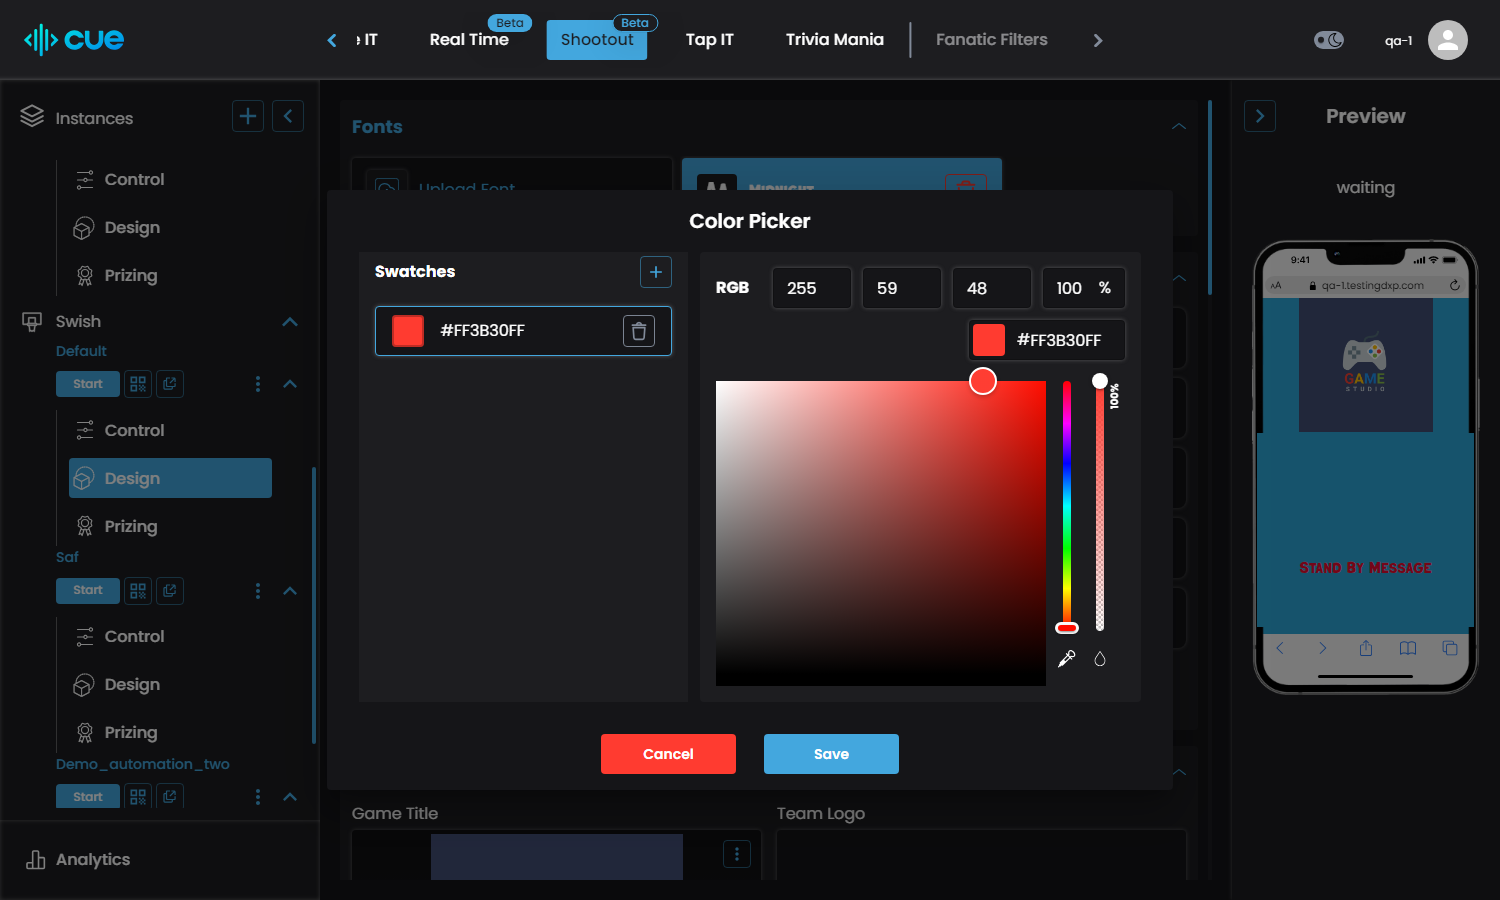 cue
e IT
Real Time
Beta
Shootout
Beta
Tap IT
Trivia Mania
Fanatic Filters
qa-1
Instances
Control
Design
Prizing
Swish
Default
Start
Control
Design
Prizing
Saf
Start
Control
Design
Prizing
Demo_automation_two
Start
Analytics
Fonts
Upload Font
Midnight
Color Picker
Swatches
#FF3B30FF
RGB
255
59
48
100 %
#FF3B30FF
100%
Cancel
Save
Game Title
Team Logo
Preview
waiting
9:41
AA
qa-1.testingdxp.com
GAME
STUDIO
Stand By Message